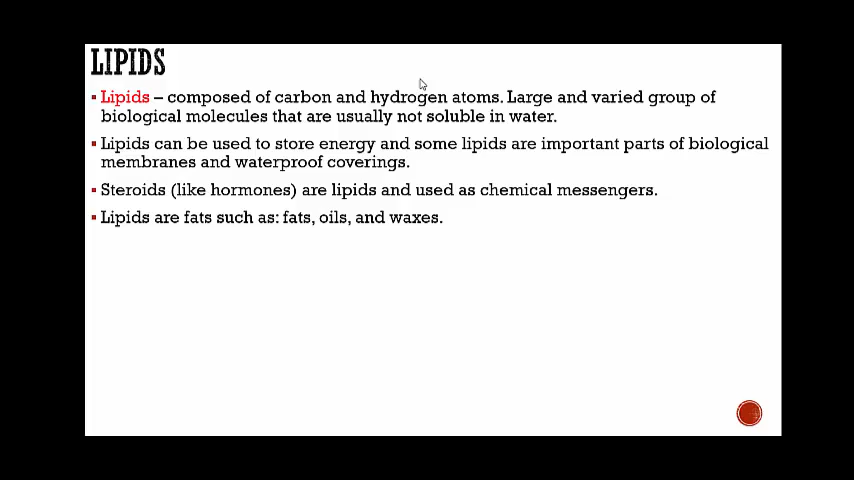 LIPIDS
▪ Lipids – composed of carbon and hydrogen atoms. Large and varied group of
biological molecules that are usually not soluble in water.
▪ Lipids can be used to store energy and some lipids are important parts of biological
membranes and waterproof coverings.
▪ Steroids (like hormones) are lipids and used as chemical messengers.
▪ Lipids are fats such as: fats, oils, and waxes.